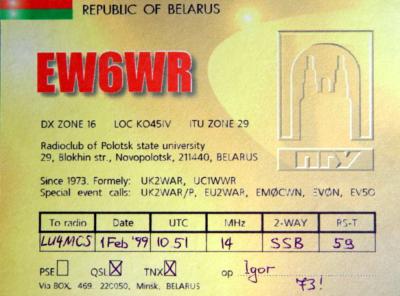 REPUBLIC OF BELARUS
EW6WR
DX ZONE 16 LOC KO45IV ITU ZONE 29
Radioclub of Polotsk state university
29, Blokhin str., Novopolotsk, 211440, BELARUS
Since 1973. Formely: UK2WAR, UC1WWR
Special event calls: UK2WAR/P, EU2WAR, EMØCWN, EVØN, EV5O
To radio Date UTC MHz 2-WAY RS-T
LU4MCS 1 Feb '99 10 51 14 SSB 59
PSE QSL X TNX X op Igor
Via BOX, 469, 220050, Minsk, BELARUS 73!